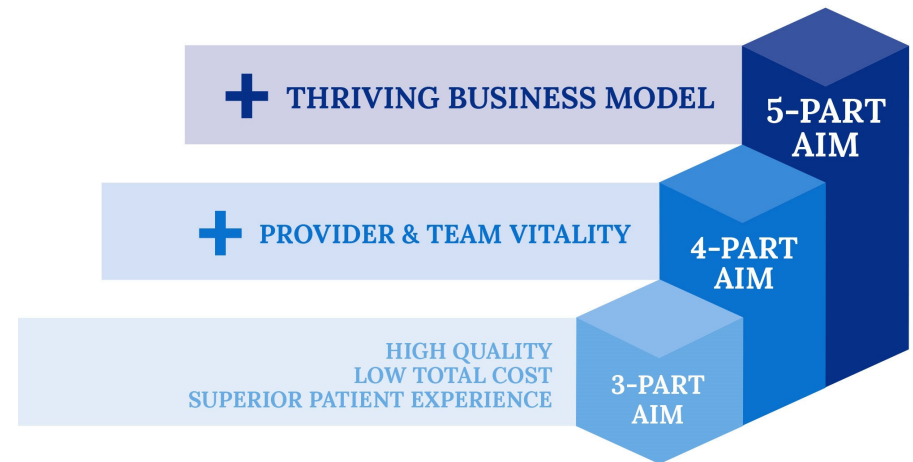 + THRIVING BUSINESS MODEL
5-PART
AIM
+ PROVIDER & TEAM VITALITY
4-PART
AIM
HIGH QUALITY
LOW TOTAL COST
SUPERIOR PATIENT EXPERIENCE
3-PART
AIM